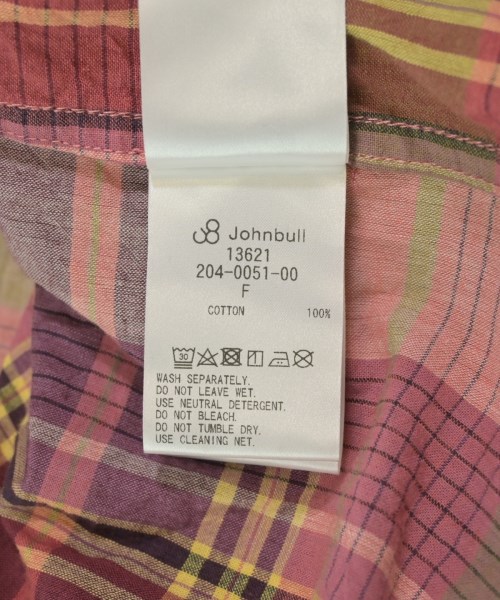 Johnbull
13621
204-0051-00
F
COTTON 100%
30
WASH SEPARATELY.
DO NOT LEAVE WET.
USE NEUTRAL DETERGENT.
DO NOT BLEACH.
DO NOT TUMBLE DRY.
USE CLEANING NET.